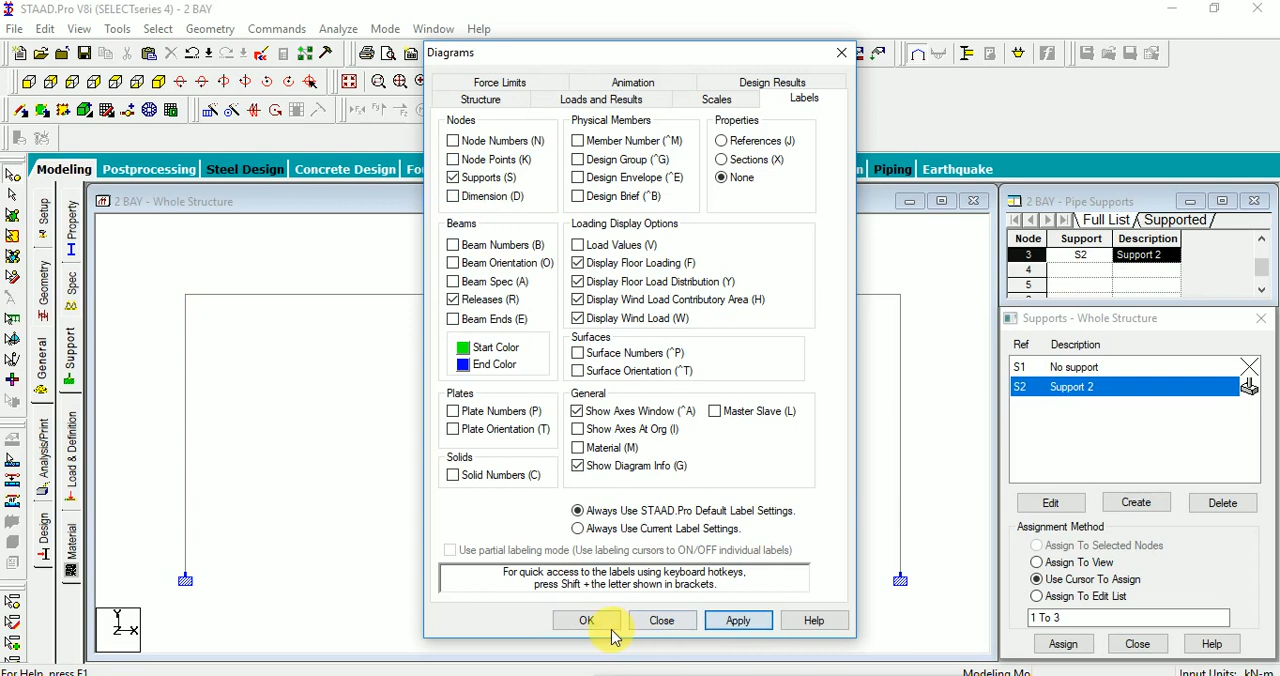 STAAD.Pro V8i (SELECTseries 4) - 2 BAY
File Edit View Tools Select Geometry Commands Analyze Mode Window Help
Modeling Postprocessing Steel Design Concrete Design Piping Earthquake
2 BAY - Whole Structure
Setup
Geometry
General
Analysis/Print
Design
Property
Spec
Support
Load & Definition
Material
Y
Z X
Diagrams
Force Limits Animation Design Results
Structure Loads and Results Scales Labels
Nodes
Node Numbers (N)
Node Points (K)
Supports (S)
Dimension (D)
Physical Members
Member Number (^M)
Design Group (^G)
Design Envelope (^E)
Design Brief (^B)
Properties
References (J)
Sections (X)
None
Beams
Beam Numbers (B)
Beam Orientation (O)
Beam Spec (A)
Releases (R)
Beam Ends (E)
Start Color
End Color
Loading Display Options
Load Values (V)
Display Floor Loading (F)
Display Floor Load Distribution (Y)
Display Wind Load Contributory Area (H)
Display Wind Load (W)
Surfaces
Surface Numbers (^P)
Surface Orientation (^T)
Plates
Plate Numbers (P)
Plate Orientation (T)
General
Show Axes Window (^A) Master Slave (L)
Show Axes At Org (I)
Material (M)
Show Diagram Info (G)
Solids
Solid Numbers (C)
Always Use STAAD.Pro Default Label Settings.
Always Use Current Label Settings.
Use partial labeling mode (Use labeling cursors to ON/OFF individual labels)
For quick access to the labels using keyboard hotkeys,
press Shift + the letter shown in brackets.
OK Close Apply Help
2 BAY - Pipe Supports
Full List Supported
Node Support Description
3 S2 Support 2
4
5
Supports - Whole Structure
Ref Description
S1 No support
S2 Support 2
Edit Create Delete
Assignment Method
Assign To Selected Nodes
Assign To View
Use Cursor To Assign
Assign To Edit List
1 To 3
Assign Close Help
For Help, press F1
Modeling Mo
Input Units: kN-m